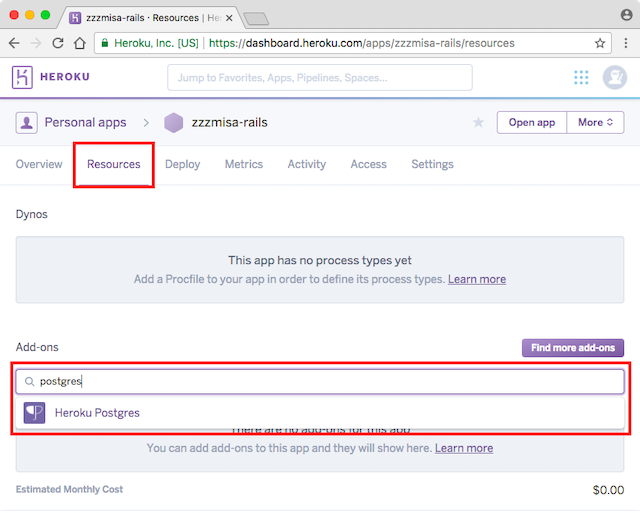 zzzmisa-rails · Resources | He
Heroku, Inc. [US] https://dashboard.heroku.com/apps/zzzmisa-rails/resources
HEROKU Jump to Favorites, Apps, Pipelines, Spaces...
Personal apps > zzzmisa-rails Open app More
Overview Resources Deploy Metrics Activity Access Settings
Dynos
This app has no process types yet
Add a Procfile to your app in order to define its process types. Learn more
Add-ons Find more add-ons
postgres
Heroku Postgres
There are no add-ons for this app
You can add add-ons to this app and they will show here. Learn more
Estimated Monthly Cost $0.00